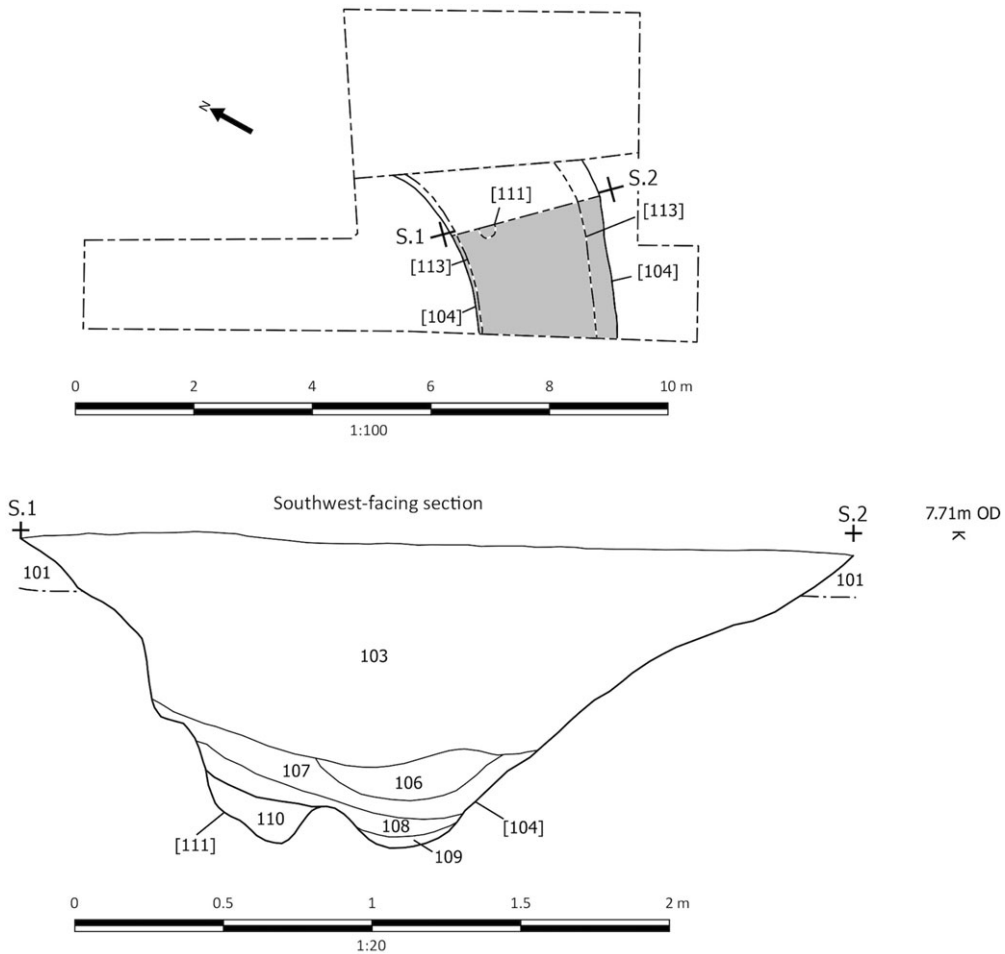 N
S.2
[111]
[113]
S.1
[113]
[104]
[104]
0 2 4 6 8 10 m
1:100
Southwest-facing section
S.1
S.2
7.71m OD
101
101
103
107
106
110
108
[104]
[111]
109
0 0.5 1 1.5 2 m
1:20